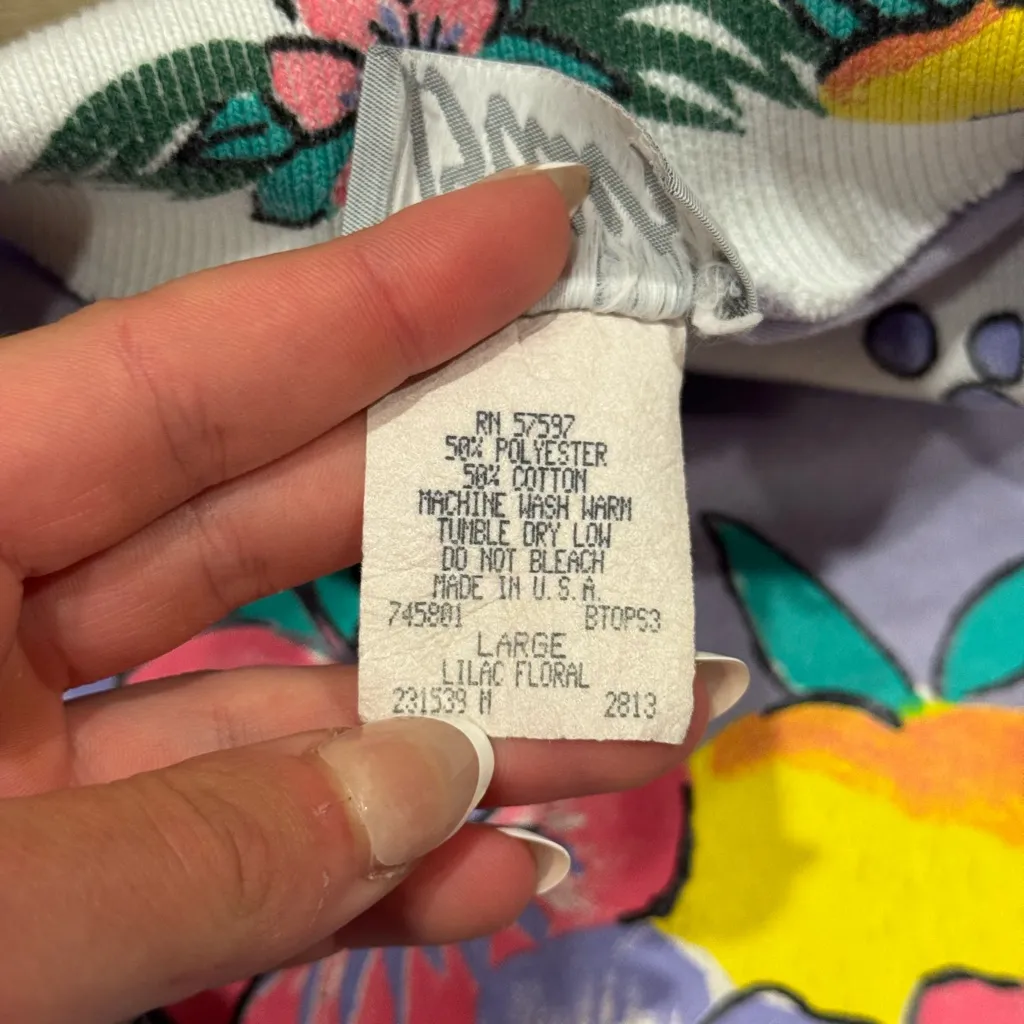 RN 57597
50% POLYESTER
50% COTTON
MACHINE WASH WARM
TUMBLE DRY LOW
DO NOT BLEACH
MADE IN U.S.A.
745801 BTOPS3
LARGE
LILAC FLORAL
231539 M 2813